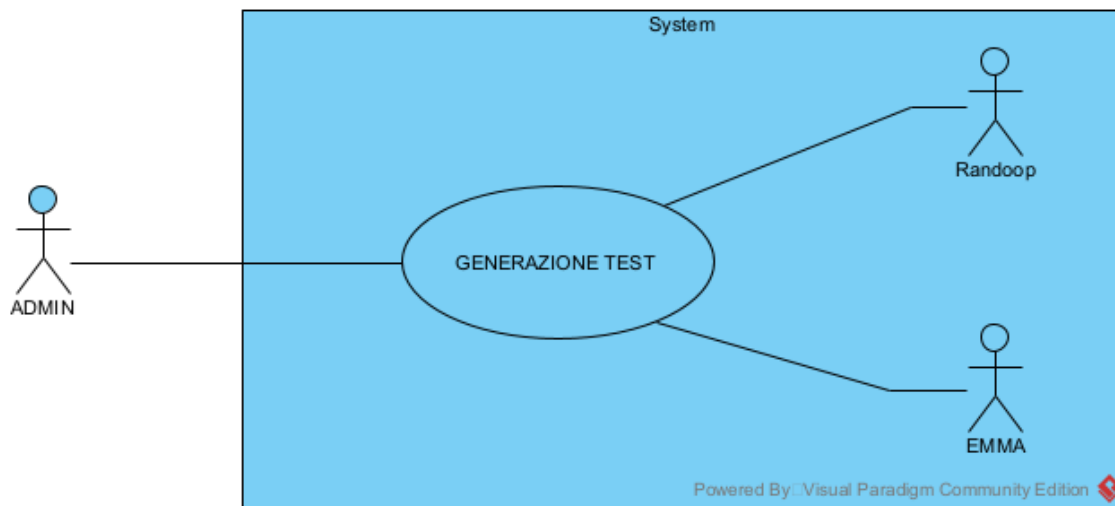 System
Randoop
GENERAZIONE TEST
ADMIN
EMMA
Powered By Visual Paradigm Community Edition